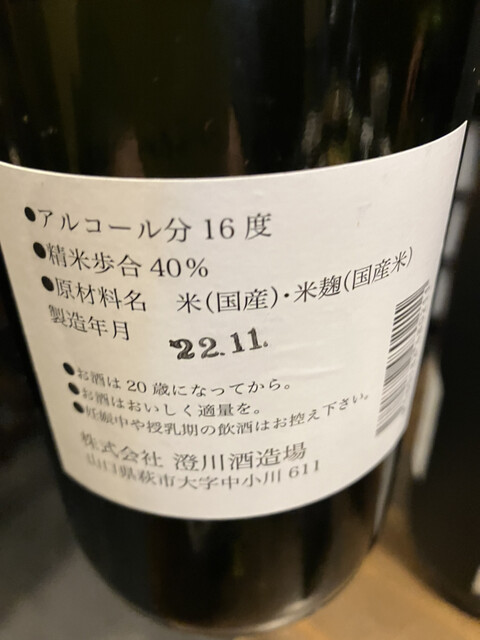 ●アルコール分 16 度
●精米歩合 40%
●原材料名 米(国産)・米麹(国産米)
製造年月 22.11.
●お酒は 20 歳になってから。
●お酒はおいしく適量を。
●妊娠中や授乳期の飲酒はお控え下さい。
株式会社 澄川酒造場
山口県萩市大字中小川 611